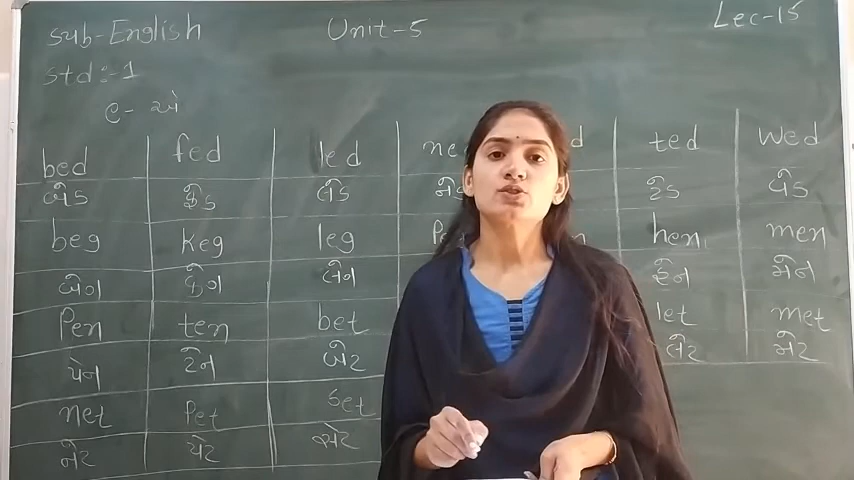 Sub-English Unit-5 Lec-15
Std:-1
e- એ
bed fed led ted wed
બેડ ફેડ લેડ ટેડ વેડ
beg keg leg hen men
બેગ કેગ લેગ હેન મેન
Pen ten bet let met
પેન ટેન બેટ લેટ મેટ
net Pet set
નેટ પેટ સેટ